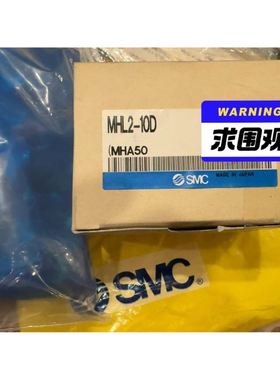 WARNING
求围观
MHL2-10D
(MHA50
SMC
MADE IN JAPAN
SMC